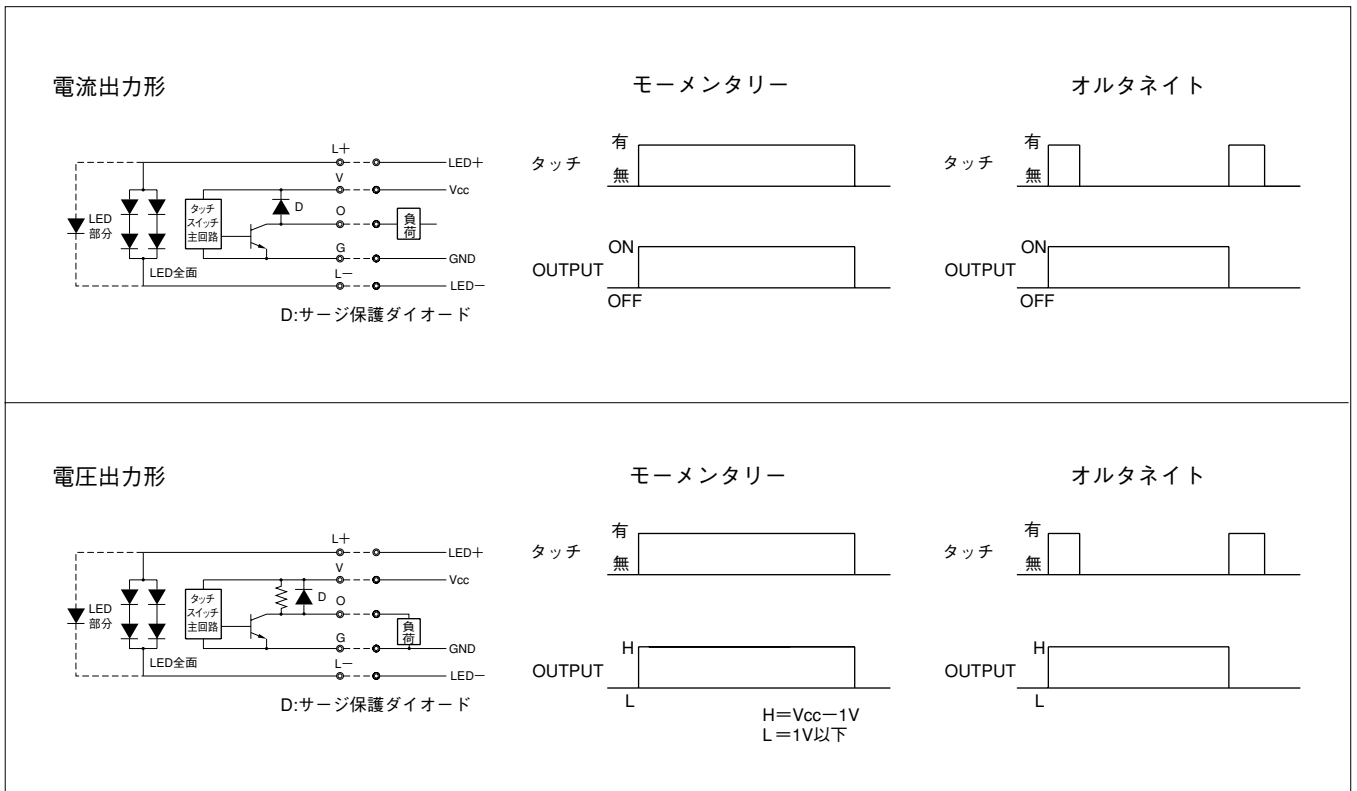 電流出力形
モーメンタリー
オルタネイト
L+
LED+
V
Vcc
LED
部分
タッチ
スイッチ
主回路
D
O
負
荷
G
GND
LED全面
L−
LED−
D:サージ保護ダイオード
タッチ
有
無
OUTPUT
ON
OFF
タッチ
有
無
OUTPUT
ON
OFF
電圧出力形
モーメンタリー
オルタネイト
L+
LED+
V
Vcc
LED
部分
タッチ
スイッチ
主回路
D
O
負
荷
G
GND
LED全面
L−
LED−
D:サージ保護ダイオード
タッチ
有
無
OUTPUT
H
L
H=Vcc−1V
L=1V以下
タッチ
有
無
OUTPUT
H
L